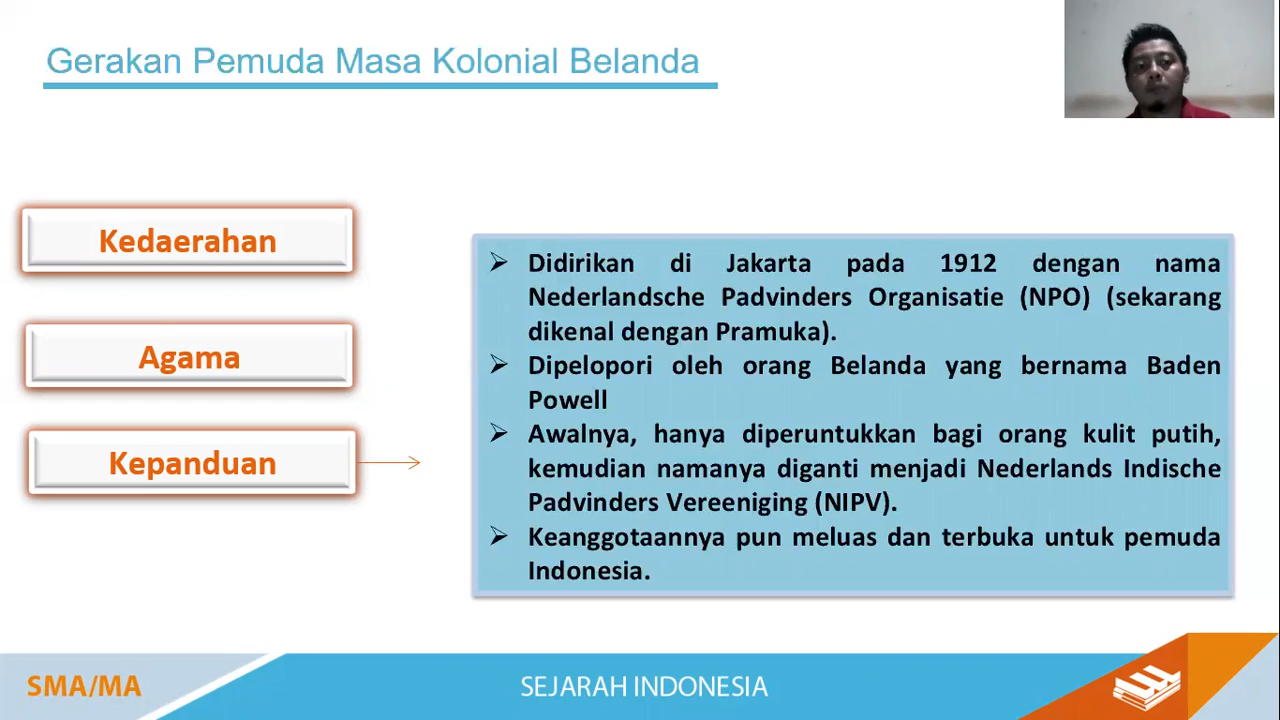 Gerakan Pemuda Masa Kolonial Belanda
Kedaerahan
Agama
Kepanduan
➢ Didirikan di Jakarta pada 1912 dengan nama
Nederlandsche Padvinders Organisatie (NPO) (sekarang
dikenal dengan Pramuka).
➢ Dipelopori oleh orang Belanda yang bernama Baden
Powell
➢ Awalnya, hanya diperuntukkan bagi orang kulit putih,
kemudian namanya diganti menjadi Nederlands Indische
Padvinders Vereeniging (NIPV).
➢ Keanggotaannya pun meluas dan terbuka untuk pemuda
Indonesia.
SMA/MA
SEJARAH INDONESIA